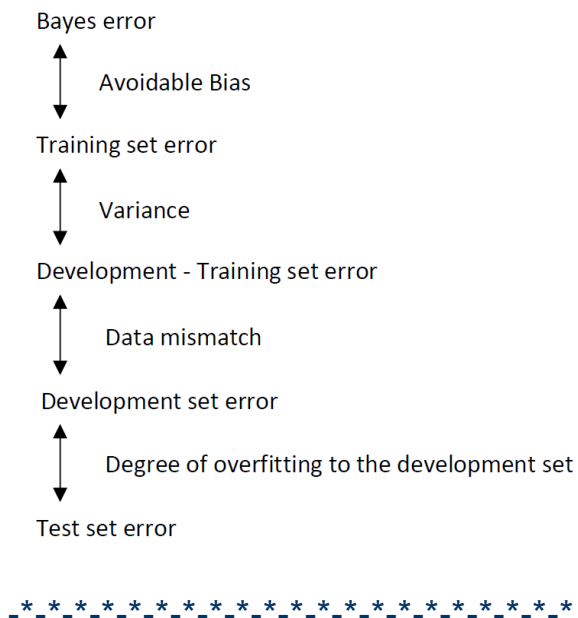 Bayes error
Avoidable Bias
Training set error
Variance
Development - Training set error
Data mismatch
Development set error
Degree of overfitting to the development set
Test set error
_*_*_*_*_*_*_*_*_*_*_*_*_*_*_*_*_*_*_*_*_*